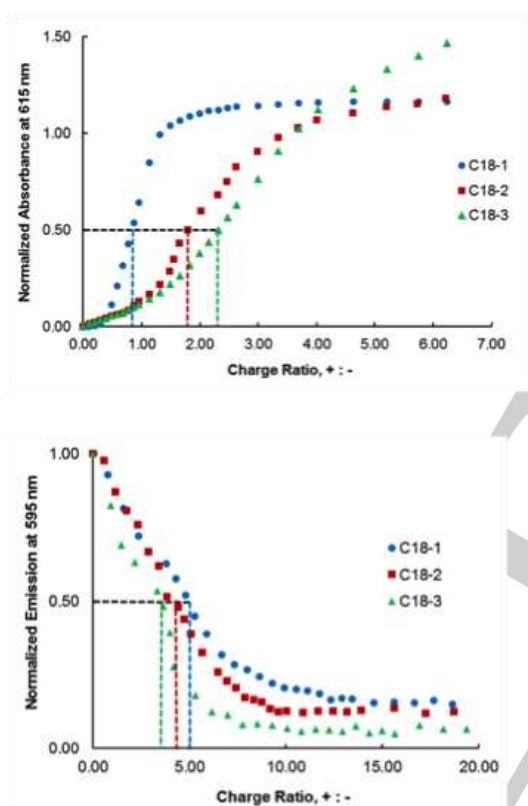 Normalized Absorbance at 615 nm
1.50
1.00
0.50
0.00
0.00 1.00 2.00 3.00 4.00 5.00 6.00 7.00
Charge Ratio, + : -
C18-1
C18-2
C18-3
Normalized Emission at 595 nm
1.00
0.50
0.00
0.00 5.00 10.00 15.00 20.00
Charge Ratio, + : -
C18-1
C18-2
C18-3